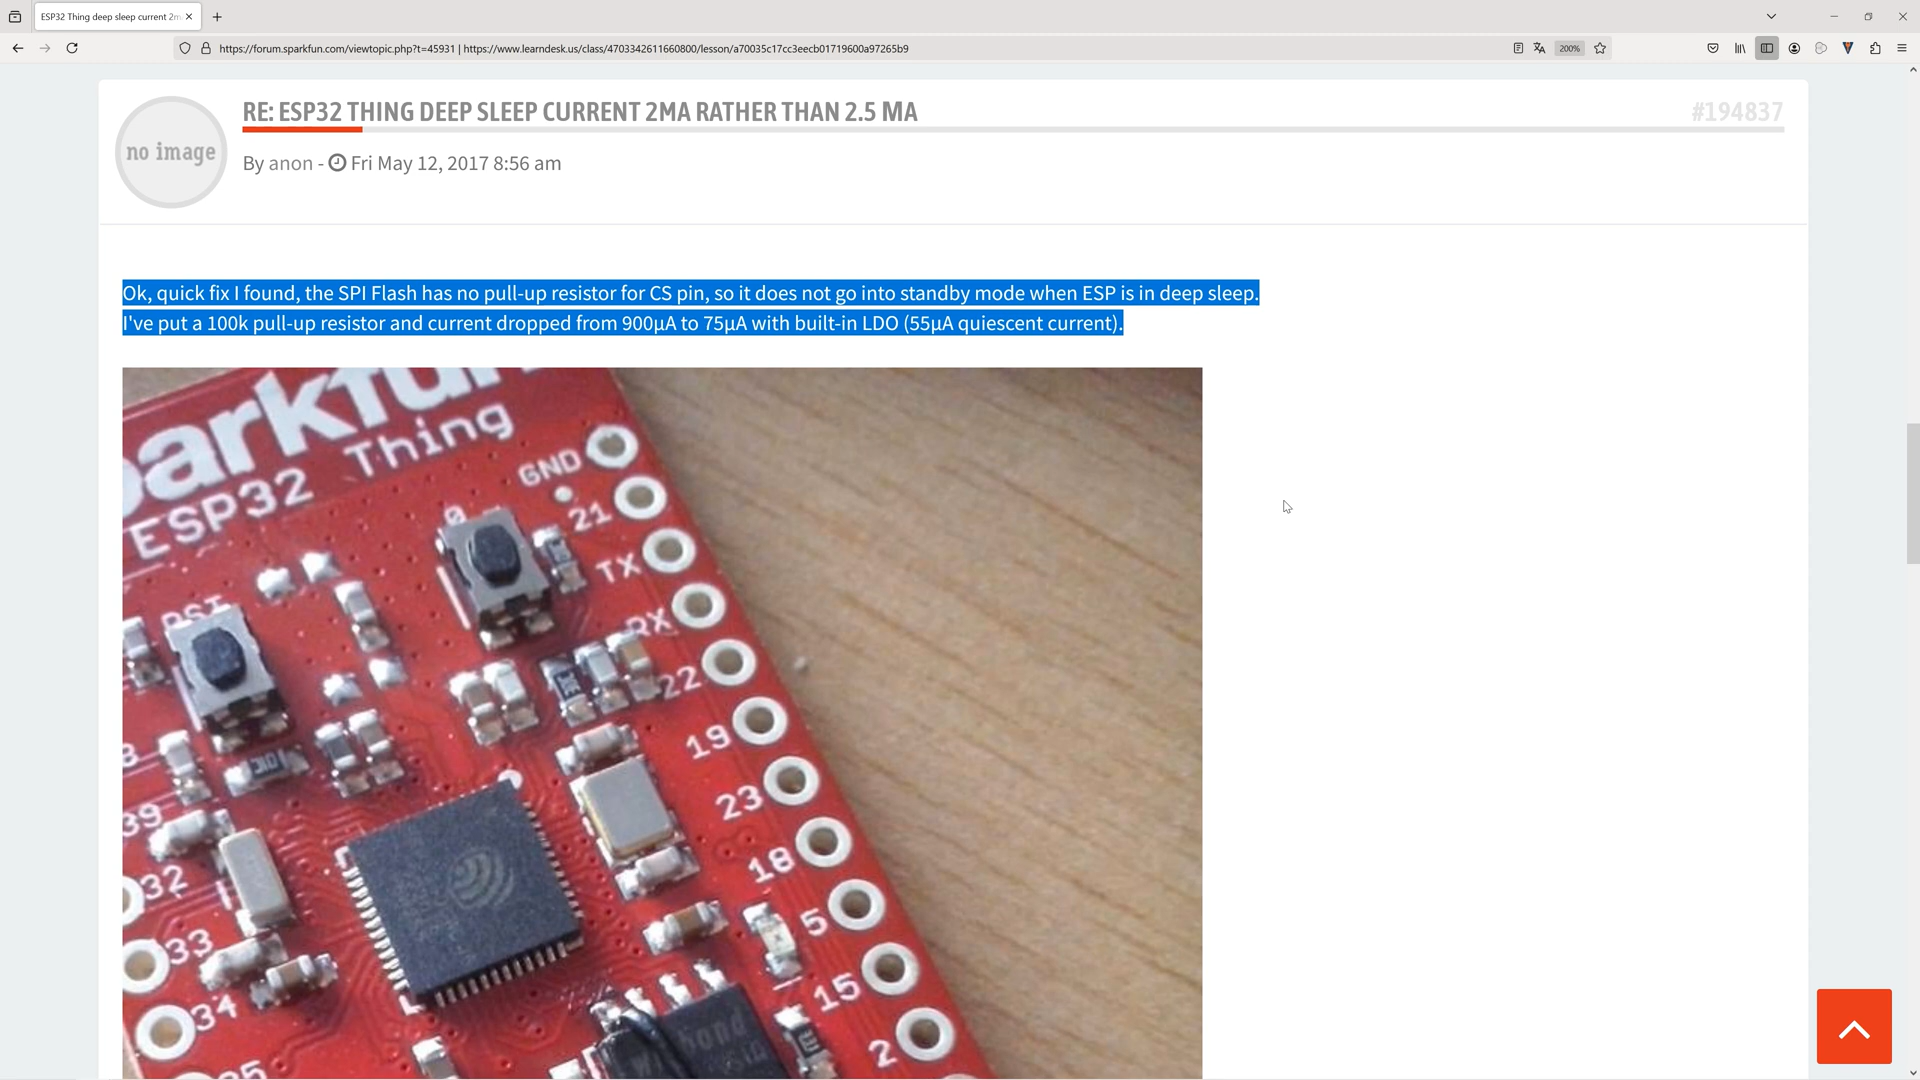 ESP32 Thing deep sleep current 2m
https://forum.sparkfun.com/viewtopic.php?t=45931 | https://www.learndesk.us/class/4703342611660800/lesson/a70035c17cc3eecb01719600a97265b9
200%
RE: ESP32 THING DEEP SLEEP CURRENT 2MA RATHER THAN 2.5 MA
#194837
no image
By anon - Fri May 12, 2017 8:56 am
Ok, quick fix I found, the SPI Flash has no pull-up resistor for CS pin, so it does not go into standby mode when ESP is in deep sleep.
I've put a 100k pull-up resistor and current dropped from 900µA to 75µA with built-in LDO (55µA quiescent current).
arkfun
ESP32 Thing
GND
0
21
TX
RX
22
19
23
18
39
32
5
33
15
34
2